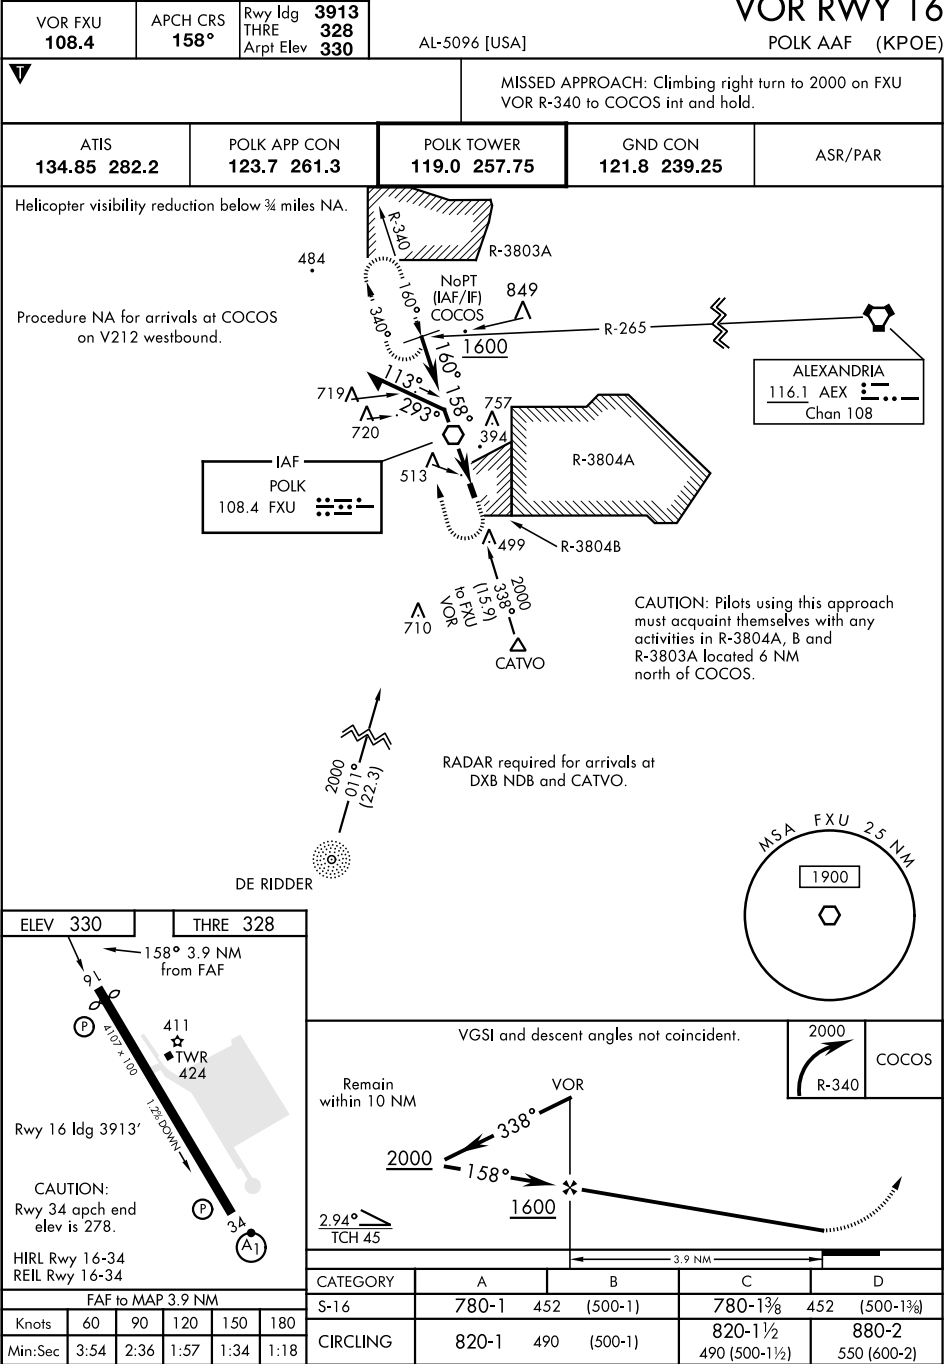 VOR RWY 16
POLK AAF (KPOE)
AL-5096 [USA]
VOR FXU
108.4
APCH CRS
158°
Rwy ldg 3913
THRE 328
Arpt Elev 330
T
MISSED APPROACH: Climbing right turn to 2000 on FXU
VOR R-340 to COCOS int and hold.
ATIS
134.85 282.2
POLK APP CON
123.7 261.3
POLK TOWER
119.0 257.75
GND CON
121.8 239.25
ASR/PAR
Helicopter visibility reduction below ¾ miles NA.
R-340
R-3803A
484
NoPT
(IAF/IF)
COCOS
849
160°
340°
Procedure NA for arrivals at COCOS
on V212 westbound.
R-265
1600
160°
158°
ALEXANDRIA
116.1 AEX
Chan 108
113°
293°
719
720
757
394
R-3804A
513
IAF
POLK
108.4 FXU
499
R-3804B
2000
338°
(15.9)
to FXU
VOR
710
CATVO
CAUTION: Pilots using this approach
must acquaint themselves with any
activities in R-3804A, B and
R-3803A located 6 NM
north of COCOS.
RADAR required for arrivals at
DXB NDB and CATVO.
2000
011°
(22.3)
DE RIDDER
MSA FXU 25 NM
1900
ELEV 330
THRE 328
158° 3.9 NM
from FAF
16
P
411
TWR
424
4107 x 100
1.2% DOWN
Rwy 16 ldg 3913'
CAUTION:
Rwy 34 apch end
elev is 278.
P
34
A1
HIRL Rwy 16-34
REIL Rwy 16-34
FAF to MAP 3.9 NM
Knots 60 90 120 150 180
Min:Sec 3:54 2:36 1:57 1:34 1:18
VGSI and descent angles not coincident.
2000
R-340
COCOS
Remain
within 10 NM
VOR
338°
2000
158°
1600
2.94°
TCH 45
3.9 NM
CATEGORY A B C D
S-16 780-1 452 (500-1) 780-1⅜ 452 (500-1⅜)
CIRCLING 820-1 490 (500-1) 820-1½ 490 (500-1½) 880-2 550 (600-2)